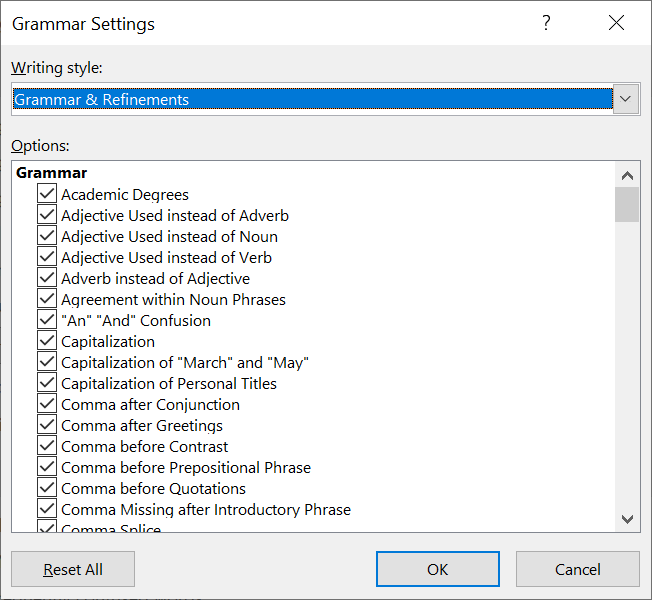 Grammar Settings
?
Writing style:
Grammar & Refinements
Options:
Grammar
Academic Degrees
Adjective Used instead of Adverb
Adjective Used instead of Noun
Adjective Used instead of Verb
Adverb instead of Adjective
Agreement within Noun Phrases
"An" "And" Confusion
Capitalization
Capitalization of "March" and "May"
Capitalization of Personal Titles
Comma after Conjunction
Comma after Greetings
Comma before Contrast
Comma before Prepositional Phrase
Comma before Quotations
Comma Missing after Introductory Phrase
Comma Splice
Reset All
OK
Cancel